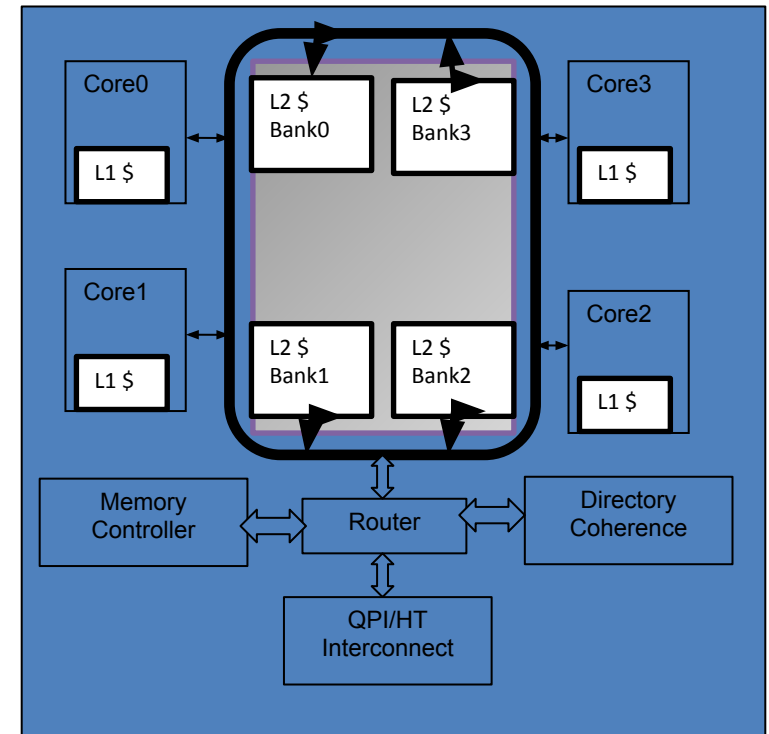 Core0
L1 $
L2 $
Bank0
L2 $
Bank3
Core3
L1 $
Core1
L1 $
L2 $
Bank1
L2 $
Bank2
Core2
L1 $
Memory
Controller
Router
Directory
Coherence
QPI/HT
Interconnect